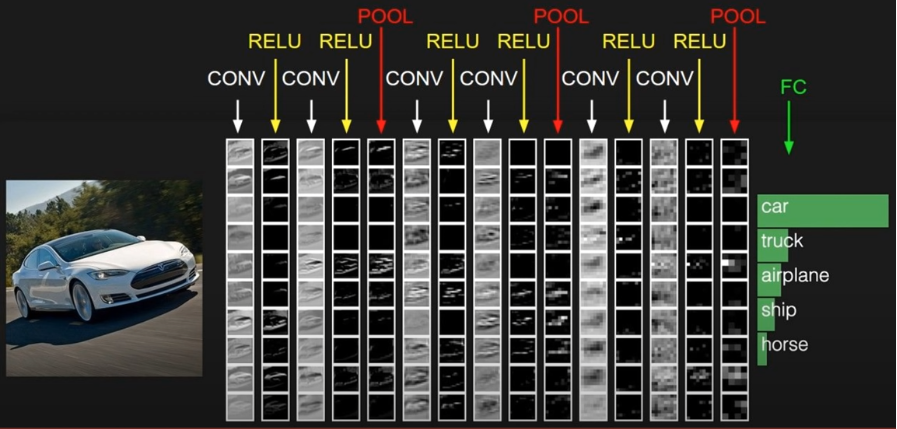 POOL POOL POOL
RELU RELU RELU RELU RELU RELU
CONV CONV CONV CONV CONV CONV
FC
car
truck
airplane
ship
horse